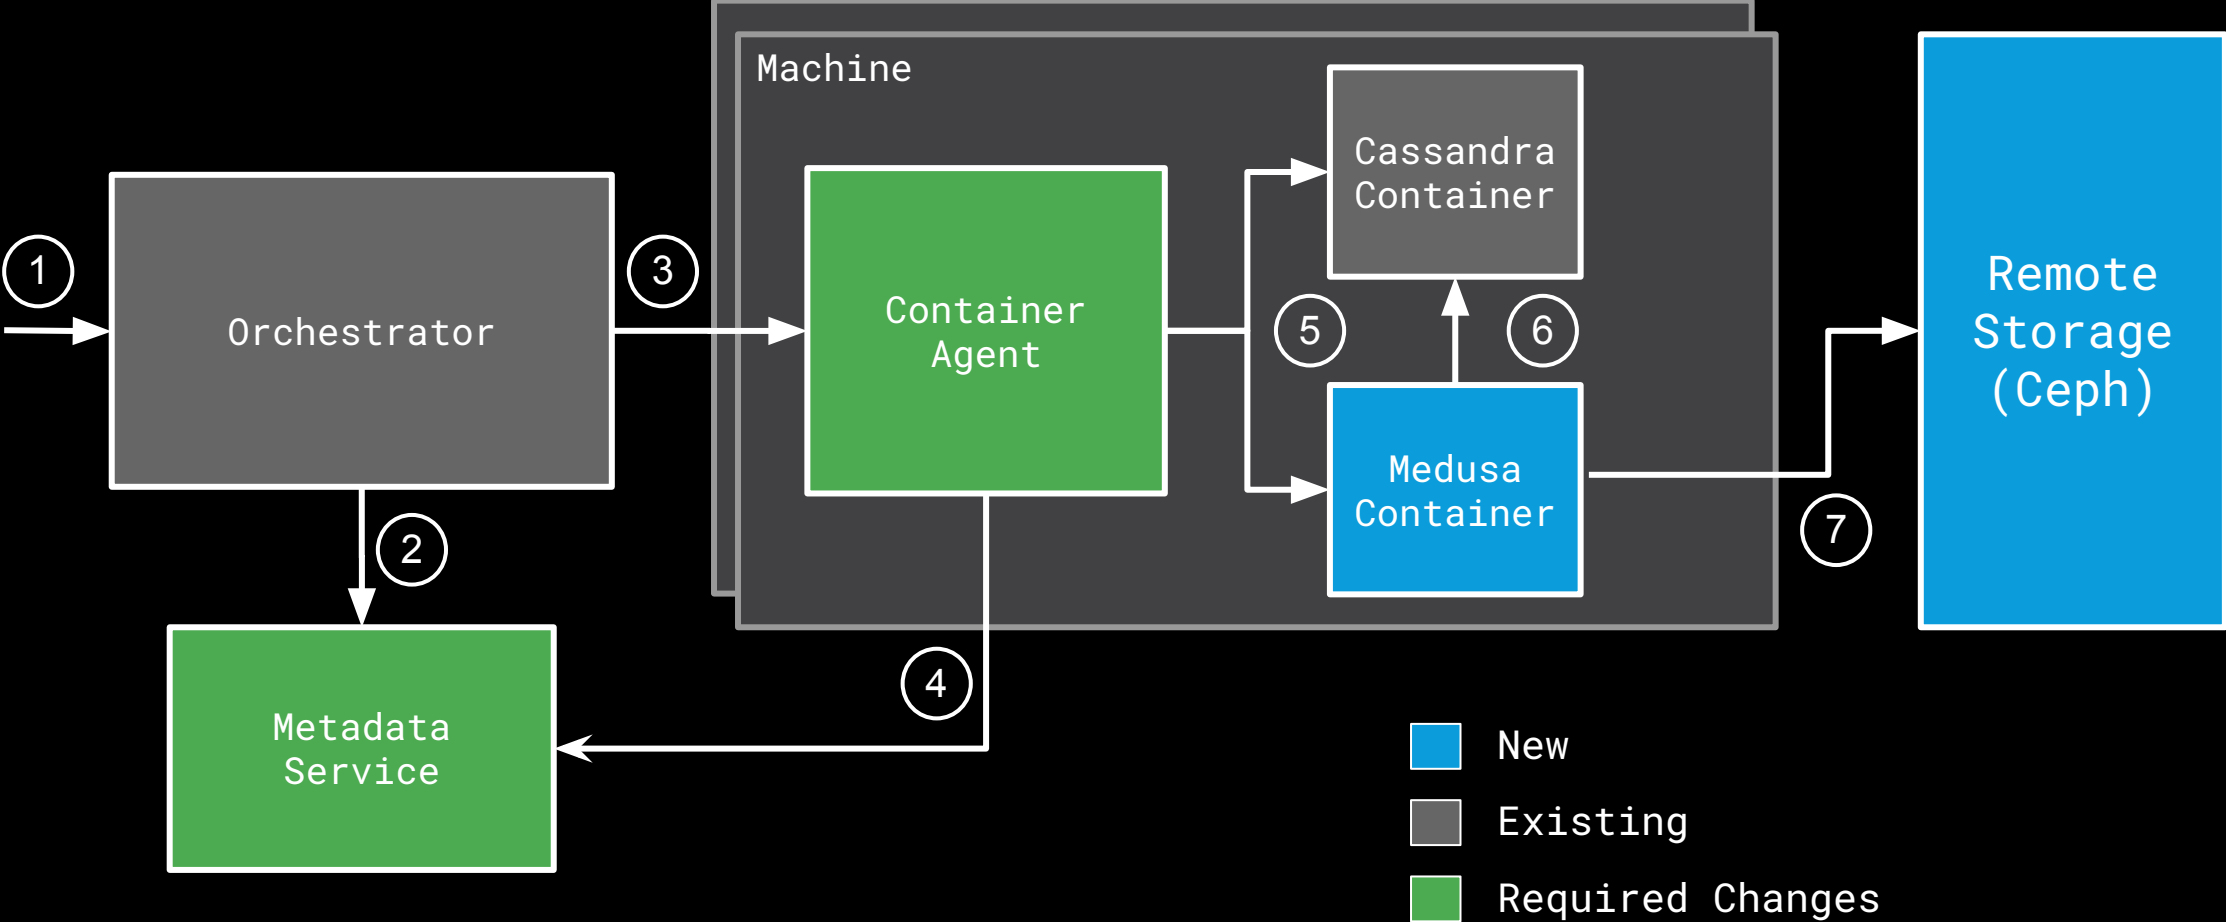 Machine
Cassandra
Container
1
Orchestrator
3
Container
Agent
5
6
Remote
Storage
(Ceph)
Medusa
Container
2
7
4
Metadata
Service
New
Existing
Required Changes